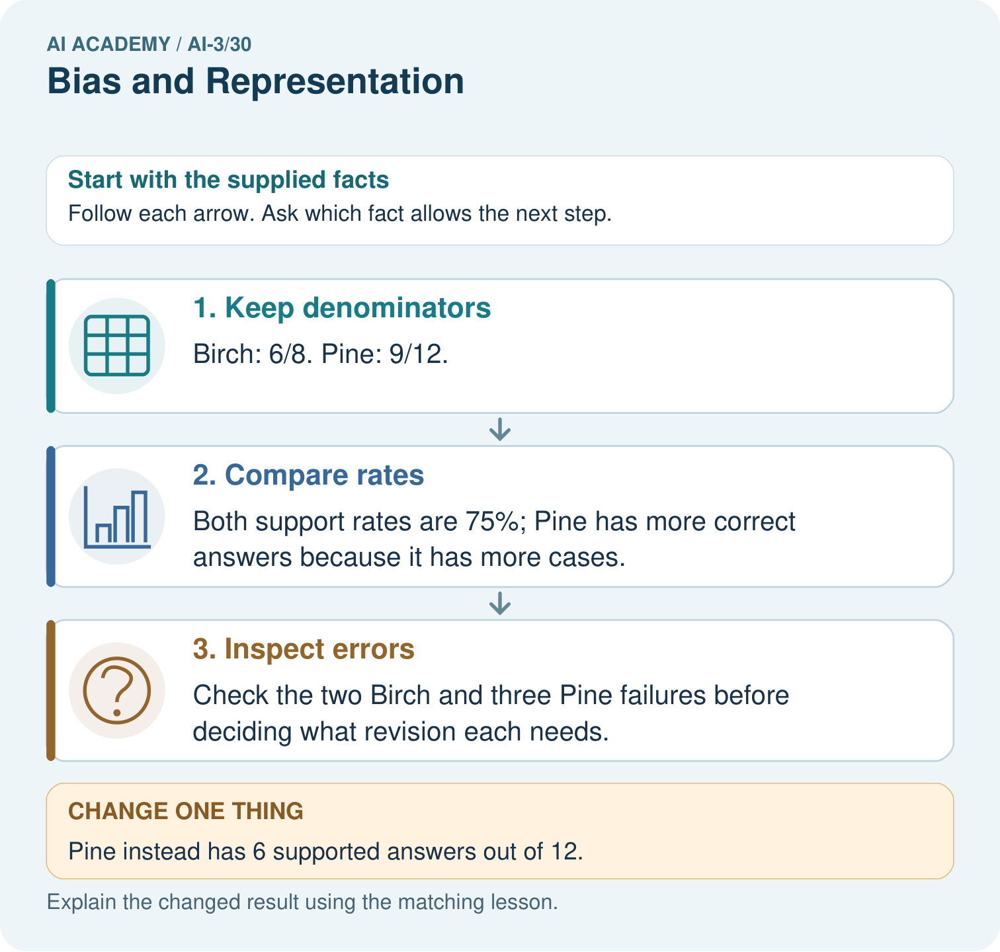 AI ACADEMY / AI-3/30
Bias and Representation
Start with the supplied facts
Follow each arrow. Ask which fact allows the next step.
1. Keep denominators
Birch: 6/8. Pine: 9/12.
2. Compare rates
Both support rates are 75%; Pine has more correct
answers because it has more cases.
3. Inspect errors
Check the two Birch and three Pine failures before
deciding what revision each needs.
CHANGE ONE THING
Pine instead has 6 supported answers out of 12.
Explain the changed result using the matching lesson.